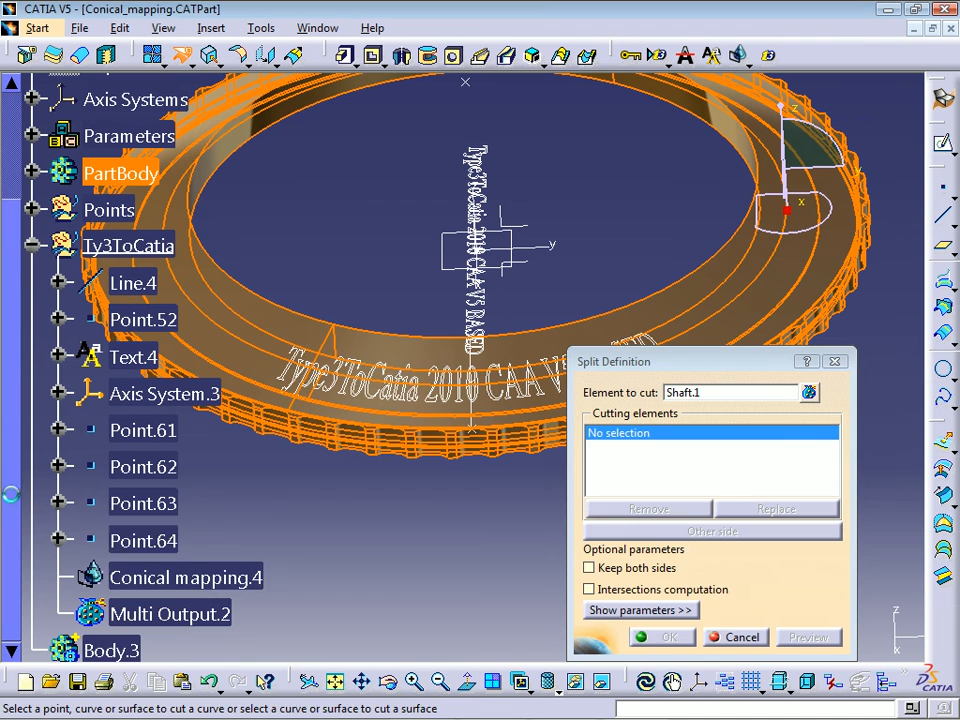 CATIA V5 - [Conical_mapping.CATPart]
Start File Edit View Insert Tools Window Help
Axis Systems
Parameters
PartBody
Points
Ty3ToCatia
Line.4
Point.52
Text.4
Axis System.3
Point.61
Point.62
Point.63
Point.64
Conical mapping.4
Multi Output.2
Body.3
z
y
x
y
Type3ToCatia 2010 CAA V5 BASED
Type3ToCatia 2010 CAA V
ED
Split Definition
Element to cut: Shaft.1
Cutting elements
No selection
Remove Replace
Other side
Optional parameters
Keep both sides
Intersections computation
Show parameters >>
OK Cancel Preview
z
x
Select a point, curve or surface to cut a curve or select a curve or surface to cut a surface